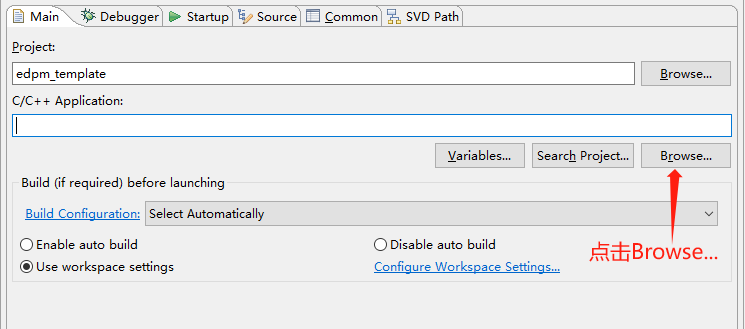 Main Debugger Startup Source Common SVD Path
Project:
edpm_template Browse...
C/C++ Application:
Variables... Search Project... Browse...
Build (if required) before launching
Build Configuration: Select Automatically
Enable auto build Disable auto build
点击Browse...
Use workspace settings Configure Workspace Settings...